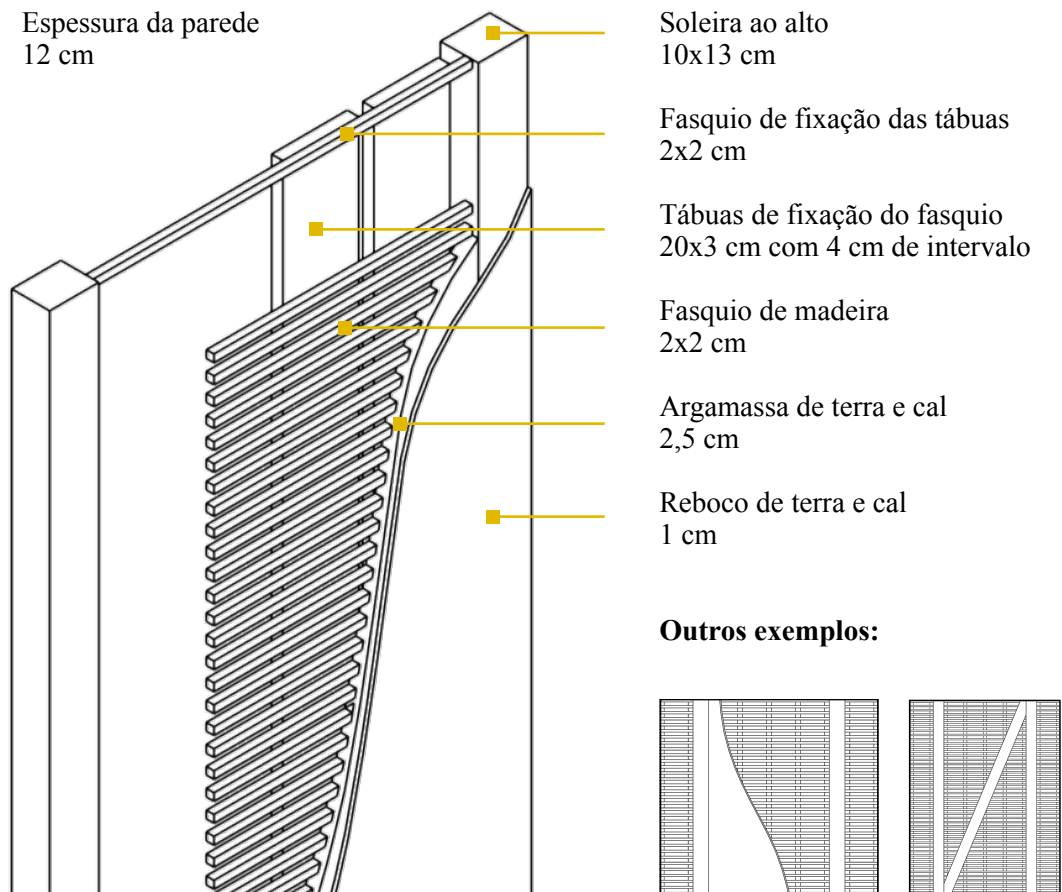 Espessura da parede
12 cm
Soleira ao alto
10x13 cm
Fasquio de fixação das tábuas
2x2 cm
Tábuas de fixação do fasquio
20x3 cm com 4 cm de intervalo
Fasquio de madeira
2x2 cm
Argamassa de terra e cal
2,5 cm
Reboco de terra e cal
1 cm
Outros exemplos: